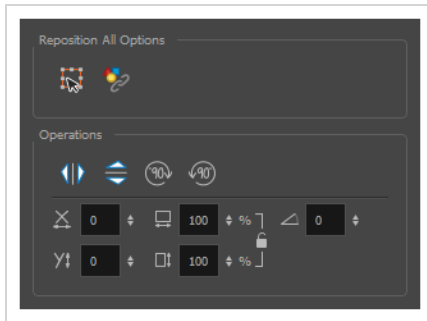 Reposition All Options
Operations
90 90
X 0 100 % 0
Y 0 100 %